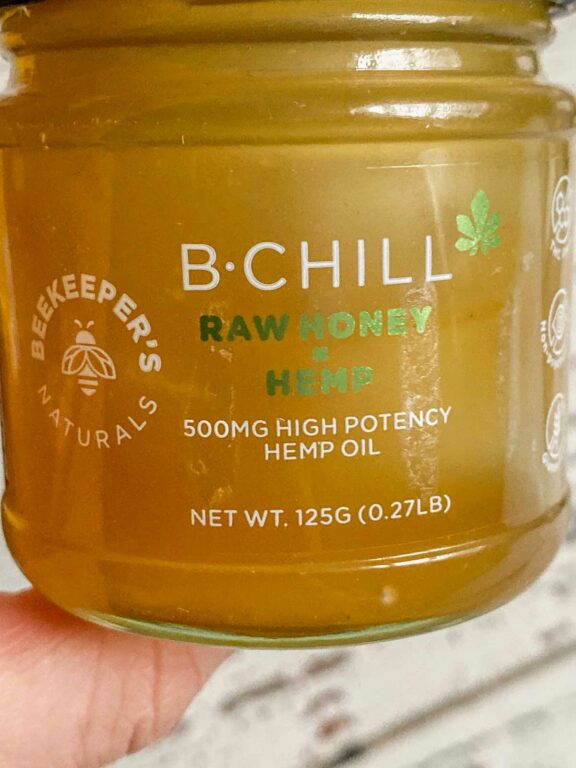 B·CHILL
RAW HONEY
HEMP
500MG HIGH POTENCY
HEMP OIL
NET WT. 125G (0.27LB)
BEEKEEPER'S
NATURALS